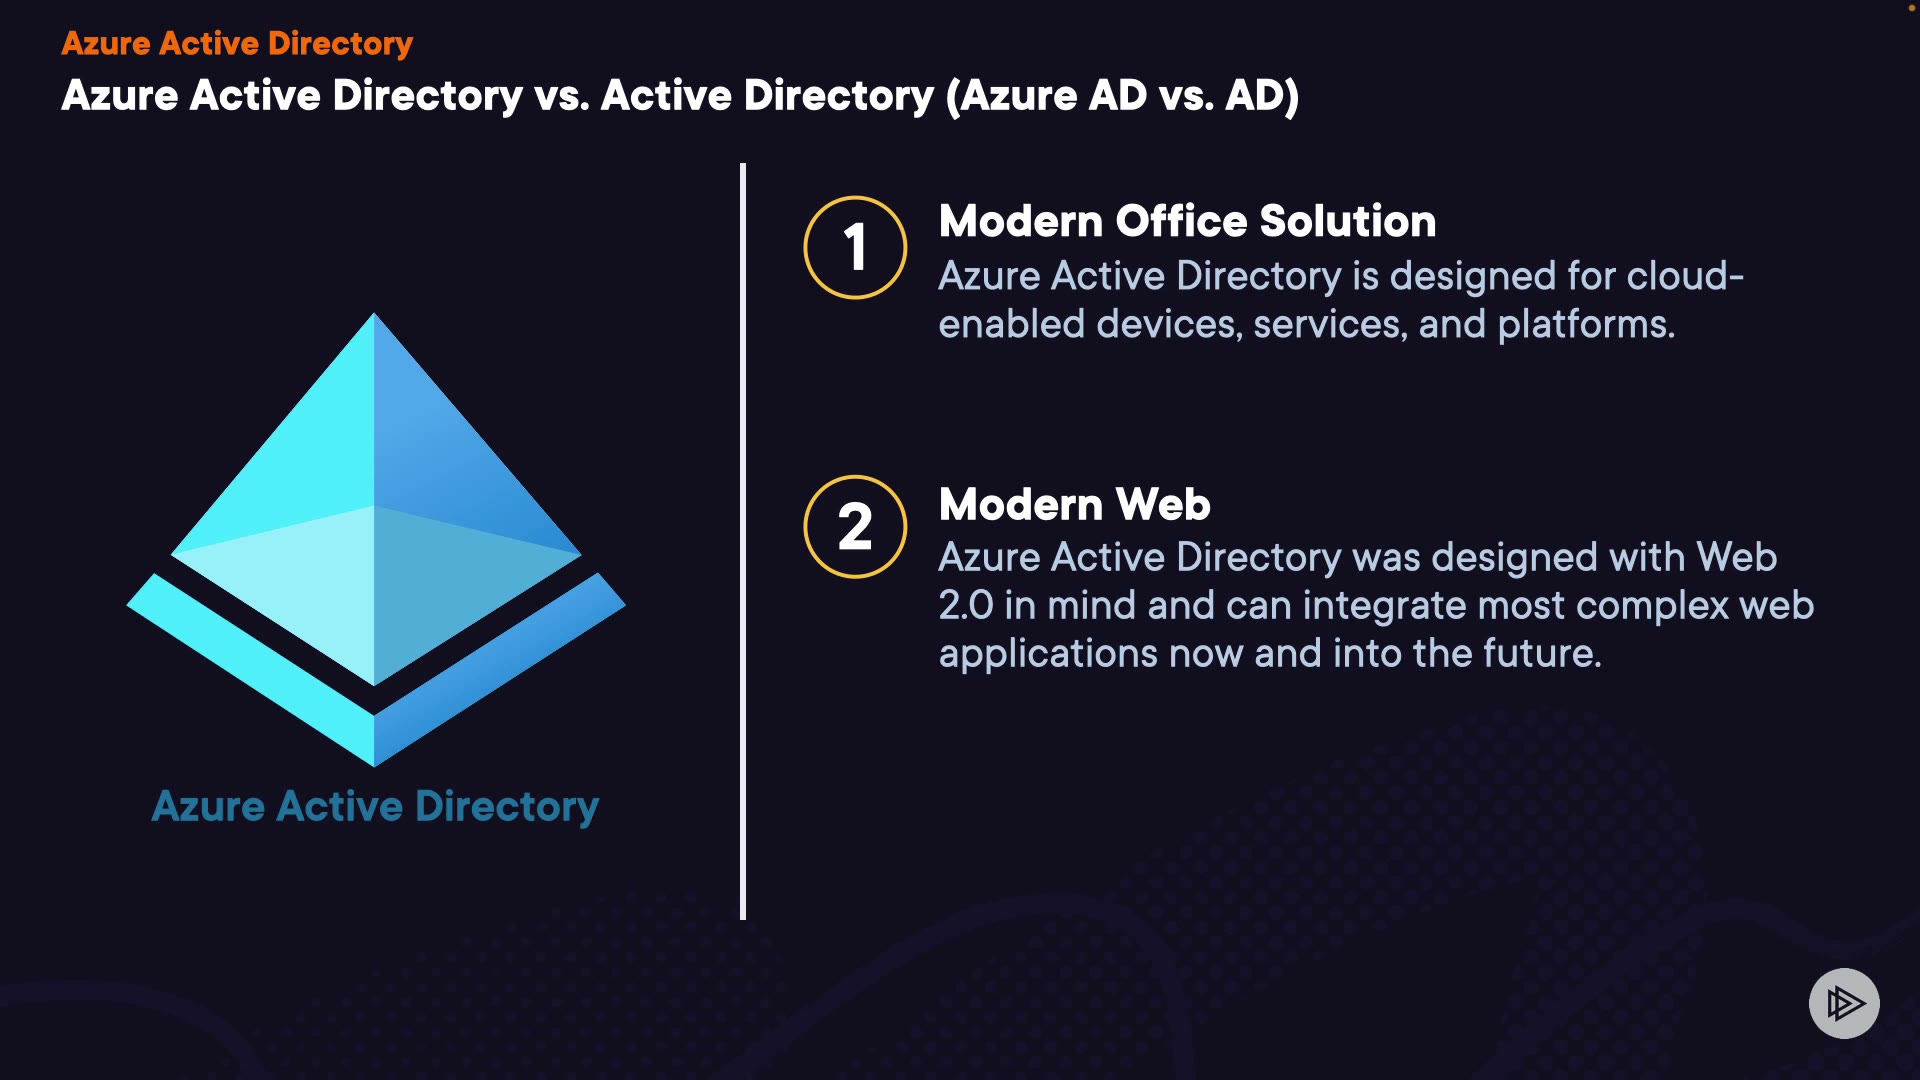 Azure Active Directory
Azure Active Directory vs. Active Directory (Azure AD vs. AD)
1
Modern Office Solution
Azure Active Directory is designed for cloud-
enabled devices, services, and platforms.
2
Modern Web
Azure Active Directory was designed with Web
2.0 in mind and can integrate most complex web
applications now and into the future.
Azure Active Directory